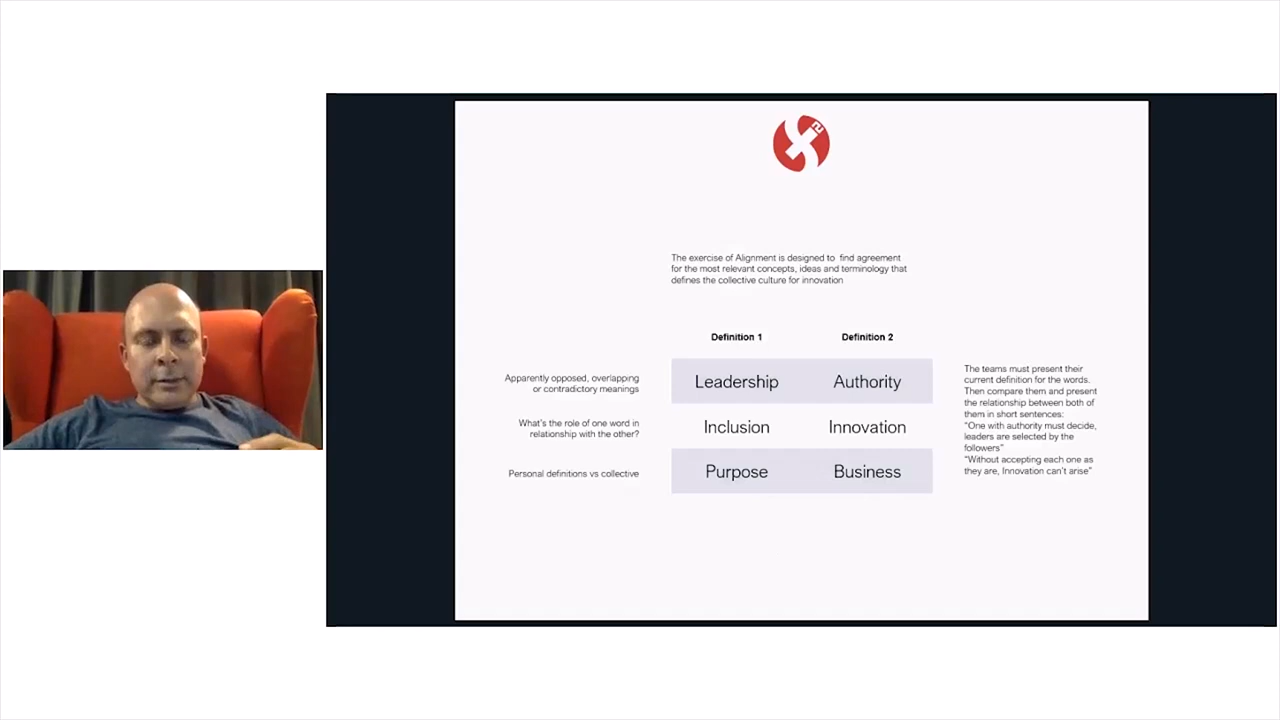 The exercise of Alignment is designed to find agreement
for the most relevant concepts, ideas and terminology that
defines the collective culture for innovation
Definition 1 Definition 2
Apparently opposed, overlapping
or contradictory meanings
Leadership Authority
What's the role of one word in
relationship with the other?
Inclusion Innovation
Personal definitions vs collective
Purpose Business
The teams must present their
current definition for the words.
Then compare them and present
the relationship between both of
them in short sentences:
"One with authority must decide,
leaders are selected by the
followers"
"Without accepting each one as
they are, Innovation can't arise"